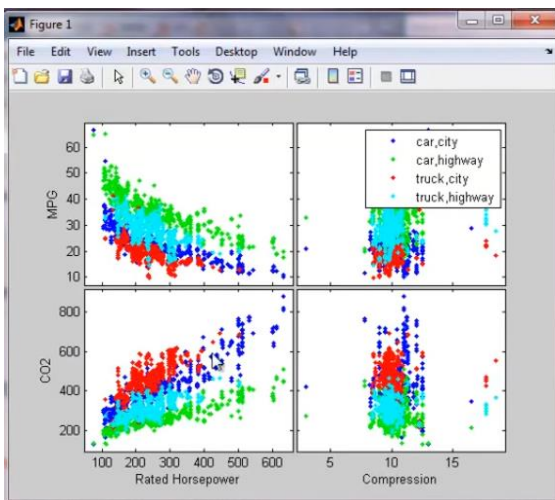 Figure 1
File Edit View Insert Tools Desktop Window Help
60
50
40
30
20
10
MPG
car,city
car,highway
truck,city
truck,highway
800
600
400
200
CO2
100 200 300 400 500 600
Rated Horsepower
5 10 15
Compression